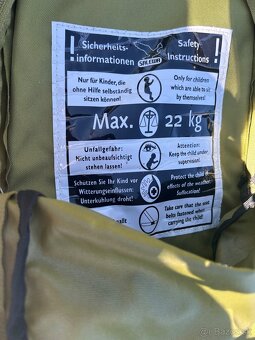 ! Sicherheits-
informationen
SALEWA
Safety-
Instructions !
Nur für Kinder, die
ohne Hilfe selbständig
sitzen können!
Only for children
which are able to sit
by themselves!
Max. 22 kg
Unfallgefahr:
Nicht unbeaufsichtigt
stehen lassen!
Attention:
Keep the child under
supervision!
Schützen Sie Ihr Kind vor
Witterungseinflüssen:
Unterkühlung droht!
Protect the child
effects of the weather.
Take care that the seat
belts fastened when
carrying the child!